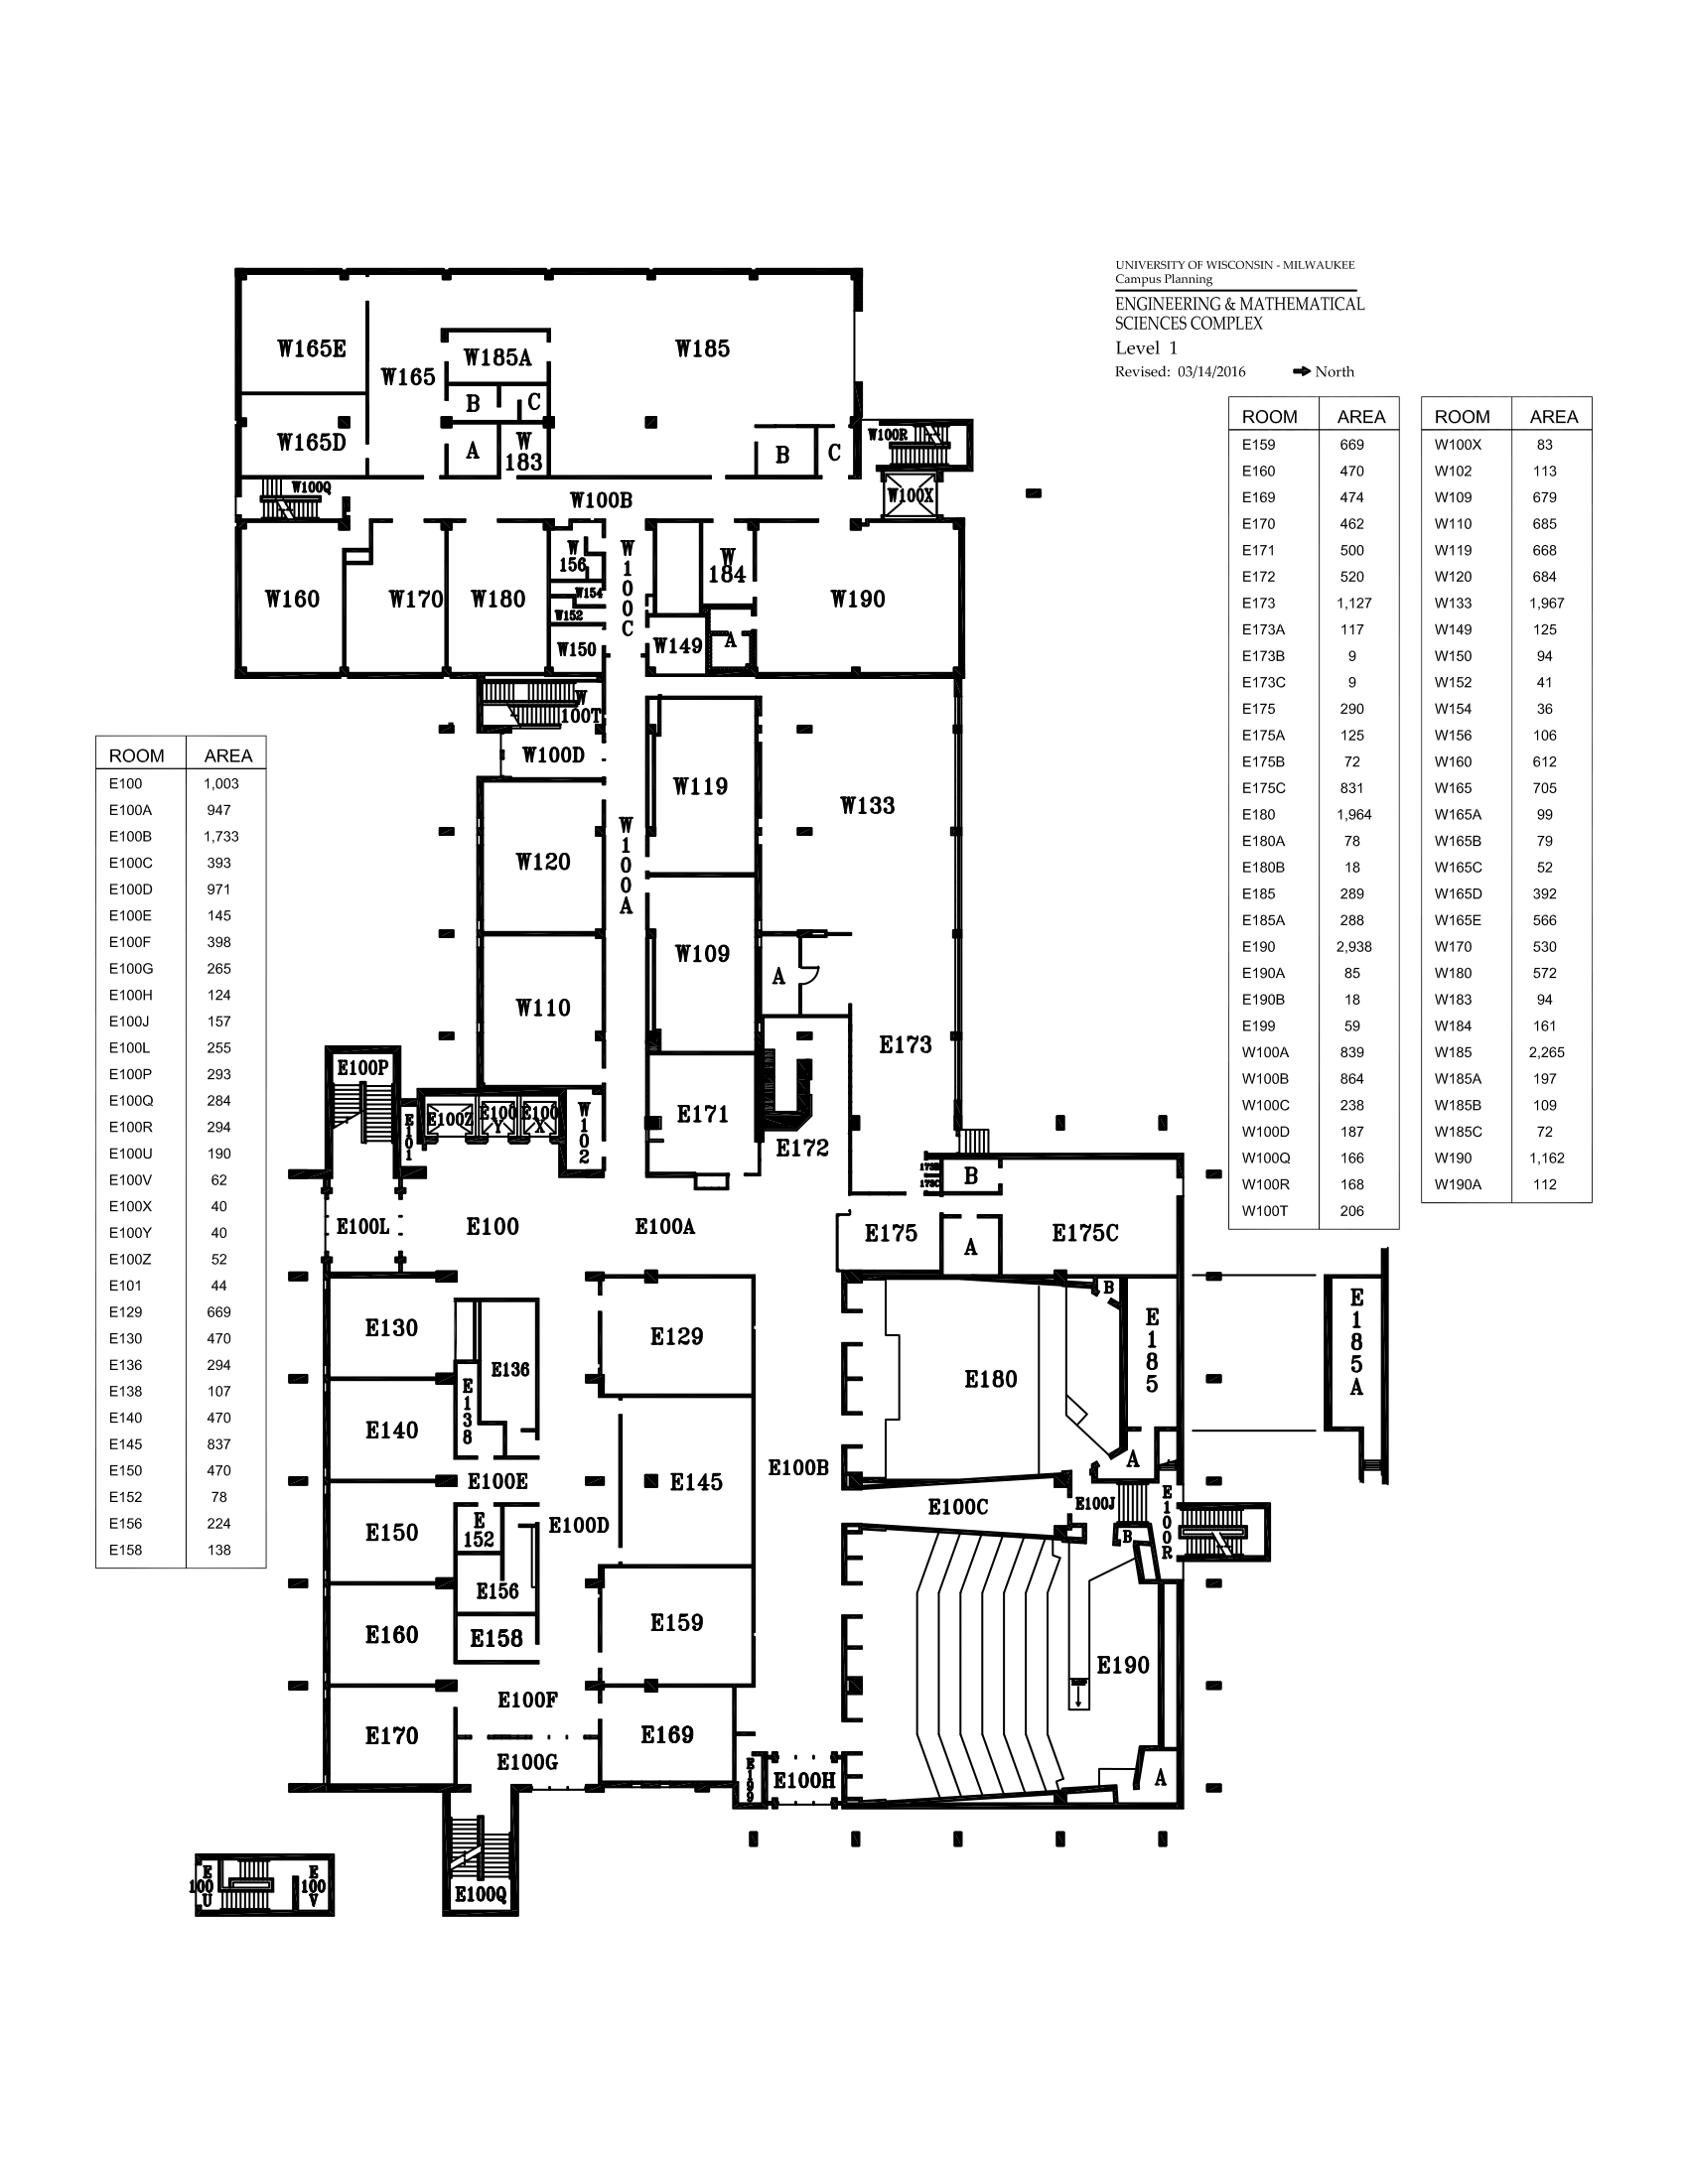 UNIVERSITY OF WISCONSIN - MILWAUKEE
Campus Planning
ENGINEERING & MATHEMATICAL
SCIENCES COMPLEX
Level 1
Revised: 03/14/2016
North
ROOM AREA
E100 1,003
E100A 947
E100B 1,733
E100C 393
E100D 971
E100E 145
E100F 398
E100G 265
E100H 124
E100J 157
E100L 255
E100P 293
E100Q 284
E100R 294
E100U 190
E100V 62
E100X 40
E100Y 40
E100Z 52
E101 44
E129 669
E130 470
E136 294
E138 107
E140 470
E145 837
E150 470
E152 78
E156 224
E158 138
ROOM AREA
E159 669
E160 470
E169 474
E170 462
E171 500
E172 520
E173 1,127
E173A 117
E173B 9
E173C 9
E175 290
E175A 125
E175B 72
E175C 831
E180 1,964
E180A 78
E180B 18
E185 289
E185A 288
E190 2,938
E190A 85
E190B 18
E199 59
W100A 839
W100B 864
W100C 238
W100D 187
W100Q 166
W100R 168
W100T 206
ROOM AREA
W100X 83
W102 113
W109 679
W110 685
W119 668
W120 684
W133 1,967
W149 125
W150 94
W152 41
W154 36
W156 106
W160 612
W165 705
W165A 99
W165B 79
W165C 52
W165D 392
W165E 566
W170 530
W180 572
W183 94
W184 161
W185 2,265
W185A 197
W185B 109
W185C 72
W190 1,162
W190A 112
W165E
W165
W185A
W185
B
C
W165D
A
W
183
B
C
W100R
W100Q
W100B
W100X
W160
W170
W180
W
156
W154
W152
W150
W100C
W149
W
184
A
W190
W
100T
W100D
W119
W133
W120
W100A
W109
A
W110
E173
E100P
E101
E100Z
E100
Y
E100
X
W102
E171
E172
173B
173C
B
E100L
E100
E100A
E175
A
E175C
E130
E136
E129
E138
E140
E180
B
E185
E185A
A
E100E
E145
E100B
E150
E
152
E100D
E100C
E100J
E100R
B
E156
E160
E158
E159
E190
E100F
E170
E100G
E169
E199
E100H
A
E100Q
E
100
U
E
100
V